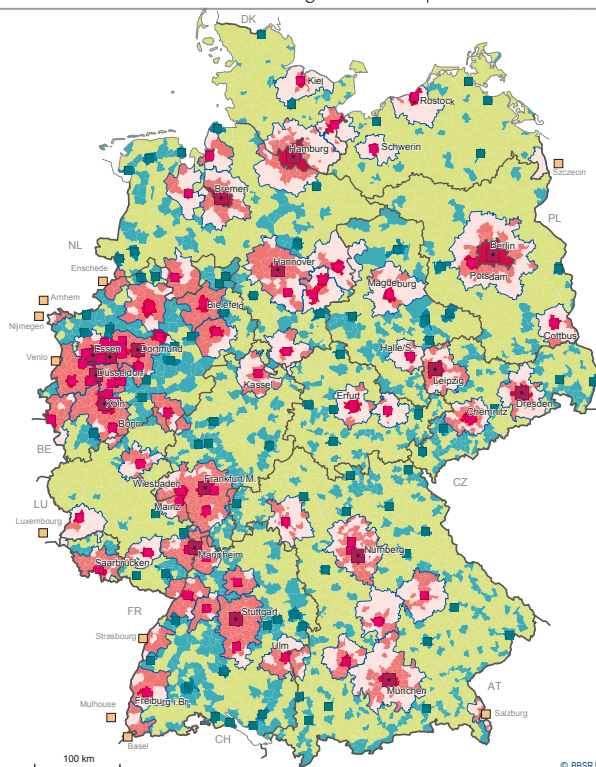 DK
Kiel
Rostock
Hamburg
Schwerin
Szczecin
Bremen
PL
NL
Berlin
Hannover
Potsdam
Enschede
Magdeburg
Arnhem
Bielefeld
Nijmegen
Cottbus
Essen
Dortmund
Halle/S.
Venlo
Düsseldorf
Leipzig
Kassel
Erfurt
Köln
Dresden
Chemnitz
Bonn
BE
Wiesbaden
Frankfurt/M.
CZ
LU
Mainz
Luxembourg
Nürnberg
Mannheim
Saarbrücken
FR
Stuttgart
Strasbourg
Ulm
AT
München
Mulhouse
Freiburg i.Br.
Salzburg
CH
Basel
100 km
© BBSR